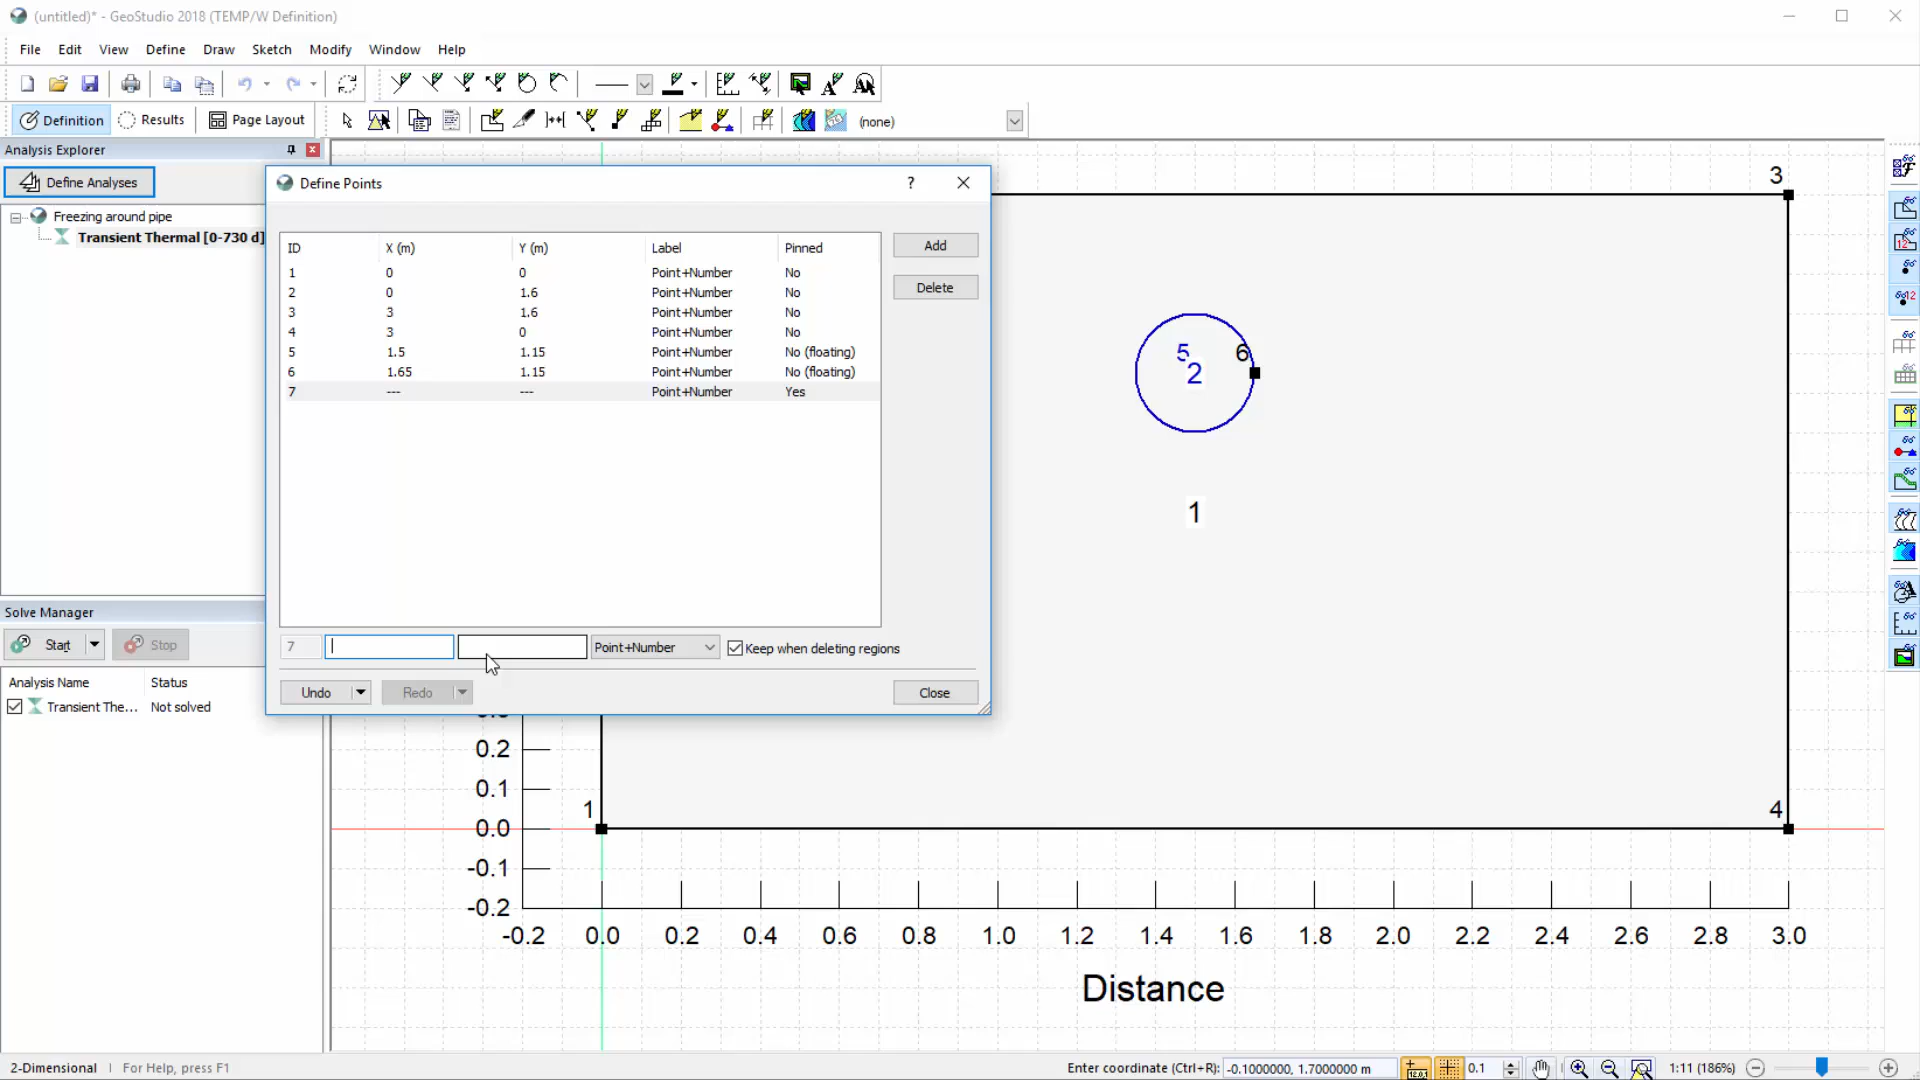 (untitled)* - GeoStudio 2018 (TEMP/W Definition)
File Edit View Define Draw Sketch Modify Window Help
Definition Results Page Layout (none)
Analysis Explorer
Define Analyses
Freezing around pipe
Transient Thermal [0-730 d]
Define Points
ID X (m) Y (m) Label Pinned
1 0 0 Point+Number No
2 0 1.6 Point+Number No
3 3 1.6 Point+Number No
4 3 0 Point+Number No
5 1.5 1.15 Point+Number No (floating)
6 1.65 1.15 Point+Number No (floating)
7 --- --- Point+Number Yes
Add
Delete
7 Point+Number Keep when deleting regions
Undo Redo Close
Solve Manager
Start Stop
Analysis Name Status
Transient The... Not solved
3
5 6
2
1
0.2
0.1
1 4
0.0
-0.1
-0.2
-0.2 0.0 0.2 0.4 0.6 0.8 1.0 1.2 1.4 1.6 1.8 2.0 2.2 2.4 2.6 2.8 3.0
Distance
2-Dimensional For Help, press F1 Enter coordinate (Ctrl+R): -0.1000000, 1.7000000 m 0.1 1:11 (186%)